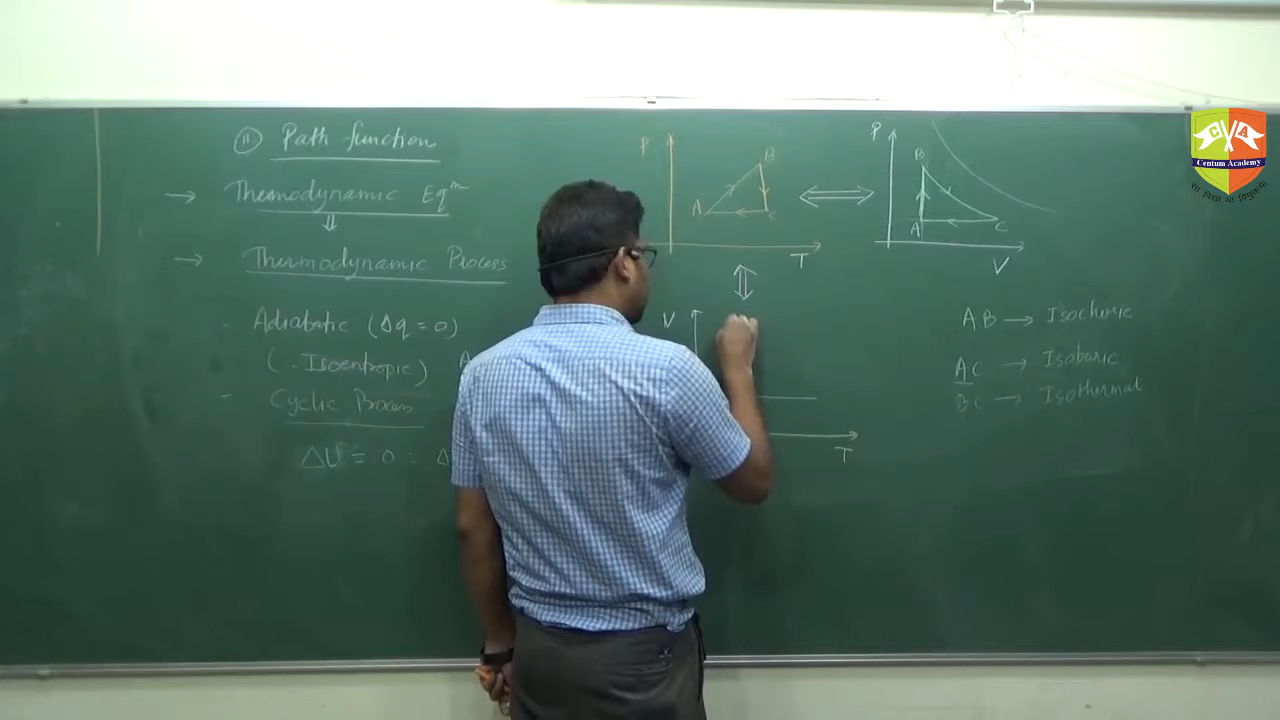 (11) Path function
→ Thermodynamic Eqᵐ
⇓
→ Thermodynamic Process
- Adiabatic (Δq = 0)
( . Isoentropic) A
- Cyclic Process
ΔU = 0 : Δ
P
B
A
C
T
⇔
P
B
A
C
V
⇕
V
T
AB → Isochoric
AC → Isobaric
BC → Isothermal
C A
Centum Academy